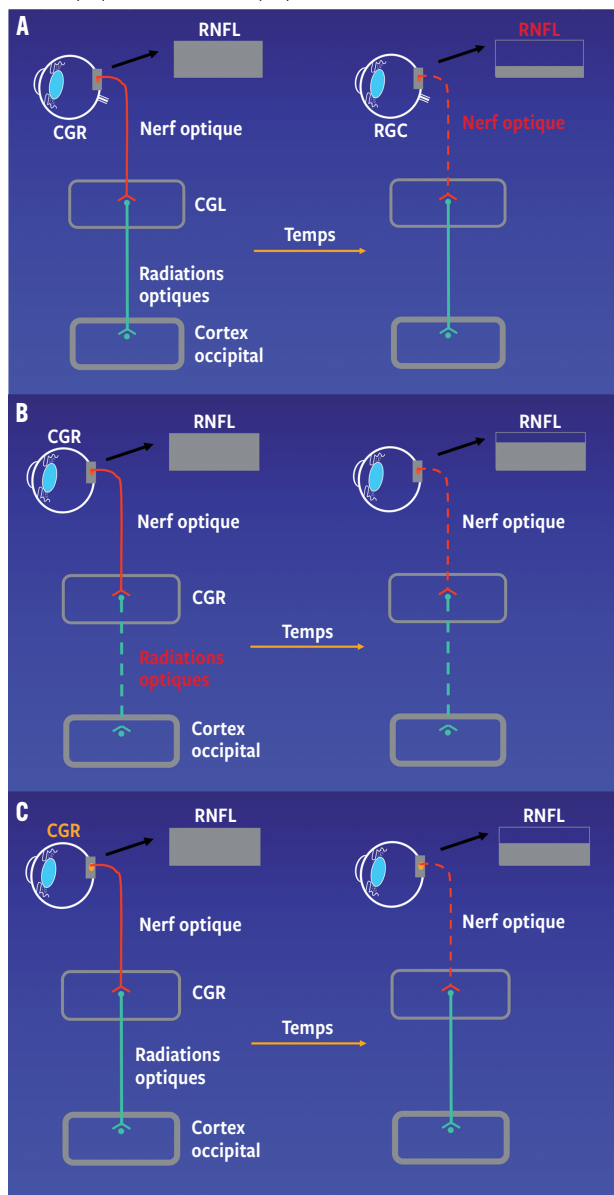 A
RNFL
RNFL
CGR
Nerf optique
RGC
Nerf optique
CGL
Temps
Radiations
optiques
Cortex
occipital
B
CGR
RNFL
RNFL
Nerf optique
Nerf optique
CGR
Temps
Radiations
optiques
Cortex
occipital
C
CGR
RNFL
RNFL
Nerf optique
Nerf optique
CGR
Temps
Radiations
optiques
Cortex
occipital